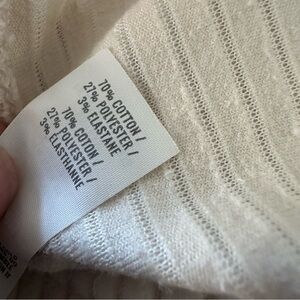 70% COTTON /
27% POLYESTER /
3% ELASTANE
70% COTON /
27% POLYESTER /
3% ELASTHANNE